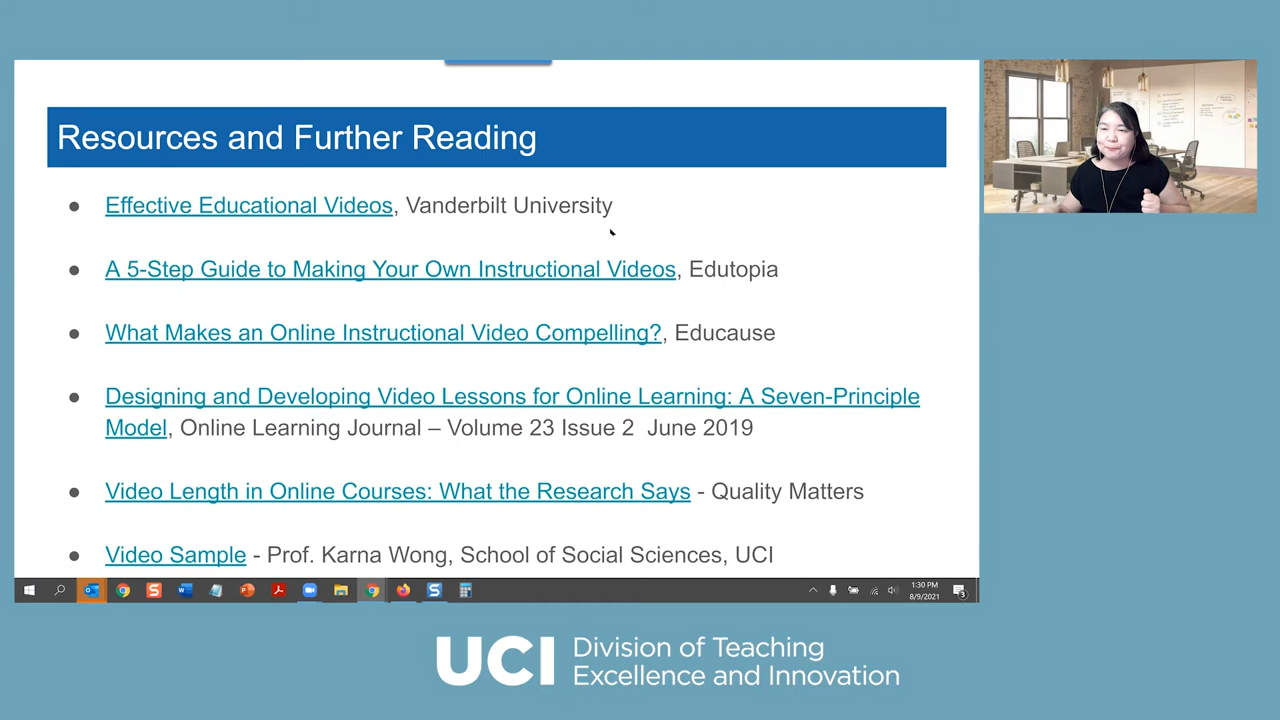 Resources and Further Reading
● Effective Educational Videos, Vanderbilt University
● A 5-Step Guide to Making Your Own Instructional Videos, Edutopia
● What Makes an Online Instructional Video Compelling?, Educause
● Designing and Developing Video Lessons for Online Learning: A Seven-Principle
Model, Online Learning Journal – Volume 23 Issue 2 June 2019
● Video Length in Online Courses: What the Research Says - Quality Matters
● Video Sample - Prof. Karna Wong, School of Social Sciences, UCI
1:30 PM
8/9/2021
3
UCI
Division of Teaching
Excellence and Innovation